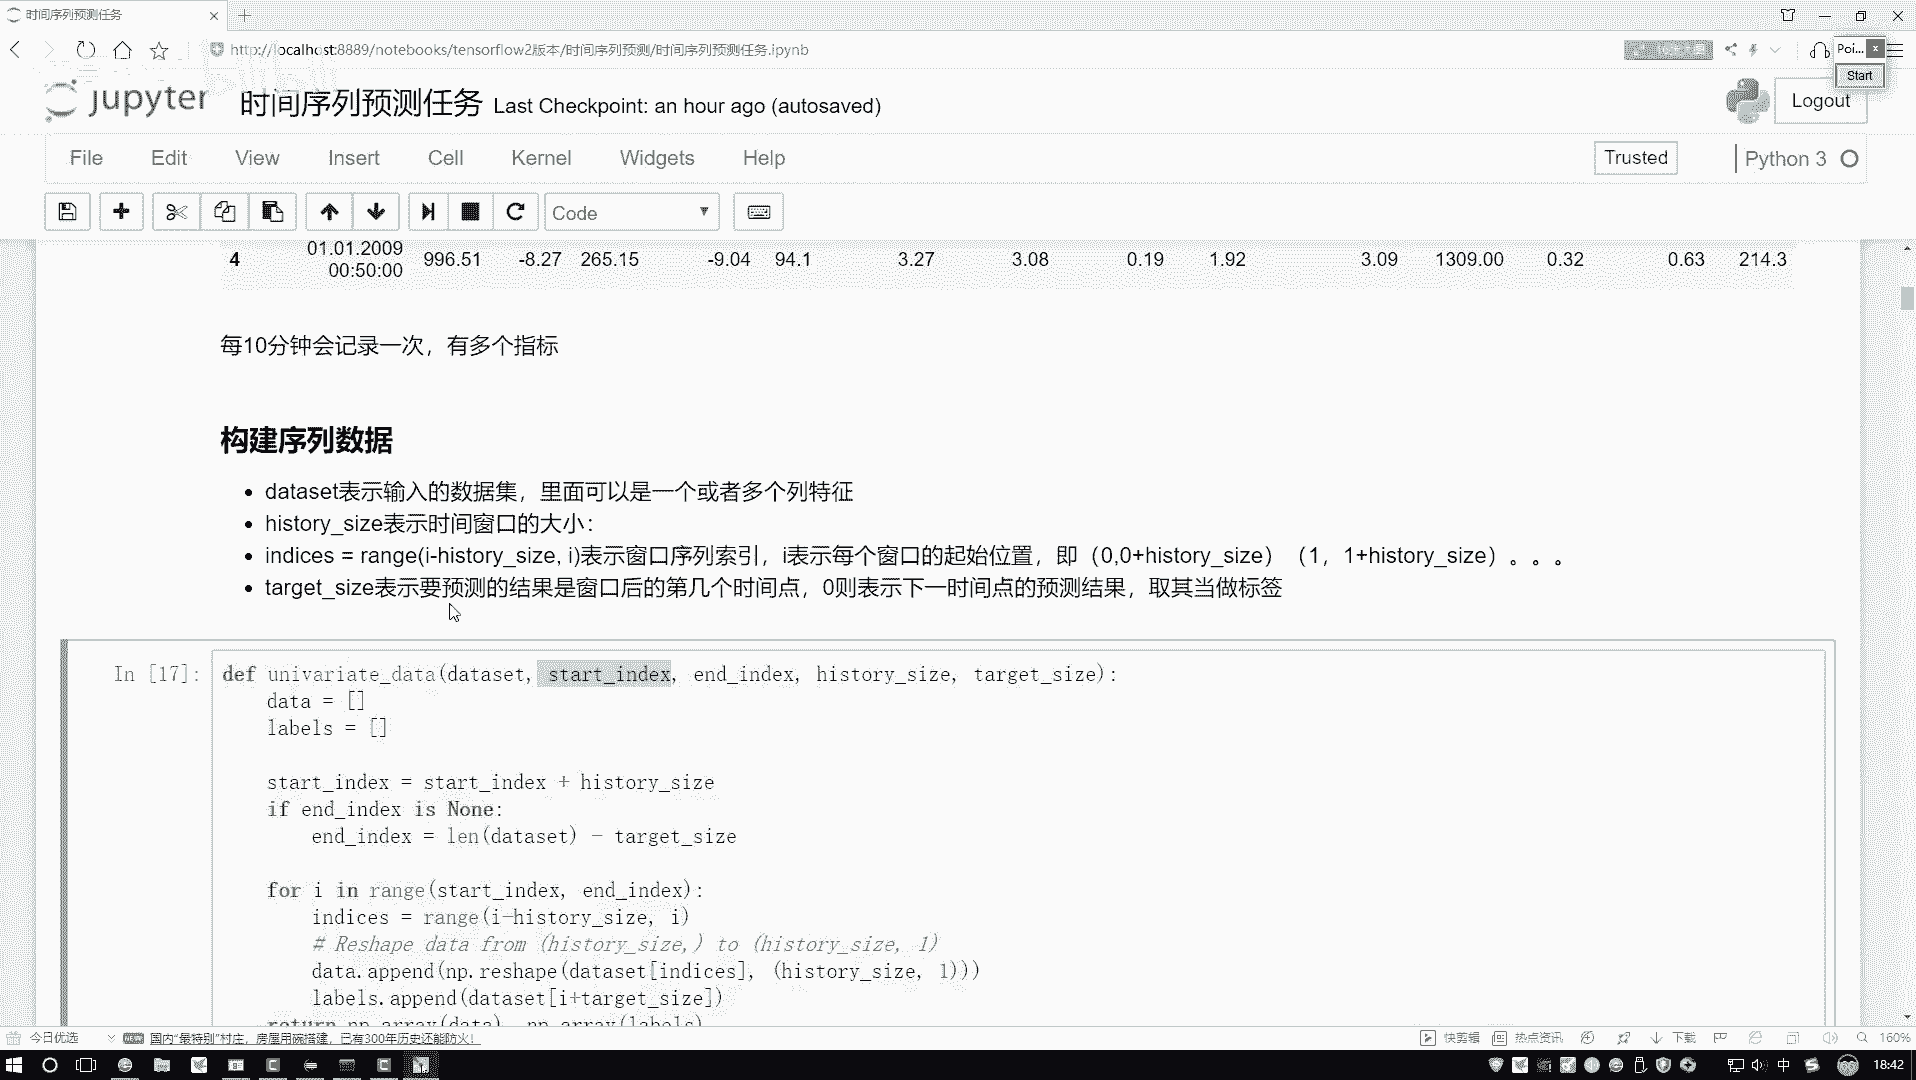 时间序列预测任务
http://localhost:8889/notebooks/tensorflow2版本/时间序列预测/时间序列预测任务.ipynb
Poi...
Start
jupyter 时间序列预测任务 Last Checkpoint: an hour ago (autosaved)
Logout
File Edit View Insert Cell Kernel Widgets Help
Trusted
Python 3
Code
4 01.01.2009 00:50:00 996.51 -8.27 265.15 -9.04 94.1 3.27 3.08 0.19 1.92 3.09 1309.00 0.32 0.63 214.3
每10分钟会记录一次，有多个指标
构建序列数据
dataset表示输入的数据集，里面可以是一个或者多个列特征
history_size表示时间窗口的大小：
indices = range(i-history_size, i)表示窗口序列索引，i表示每个窗口的起始位置，即（0,0+history_size）（1，1+history_size）。。。
target_size表示要预测的结果是窗口后的第几个时间点，0则表示下一时间点的预测结果，取其当做标签
In [17]:
def univariate_data(dataset, start_index, end_index, history_size, target_size):
data = []
labels = []
start_index = start_index + history_size
if end_index is None:
end_index = len(dataset) - target_size
for i in range(start_index, end_index):
indices = range(i-history_size, i)
# Reshape data from (history_size,) to (history_size, 1)
data.append(np.reshape(dataset[indices], (history_size, 1)))
labels.append(dataset[i+target_size])
return np.array(data), np.array(labels)
今日优选
国内“最特别”村庄，房屋用碗搭建，已有300年历史还能防火！
快剪辑
热点资讯
下载
160%
中
18:42